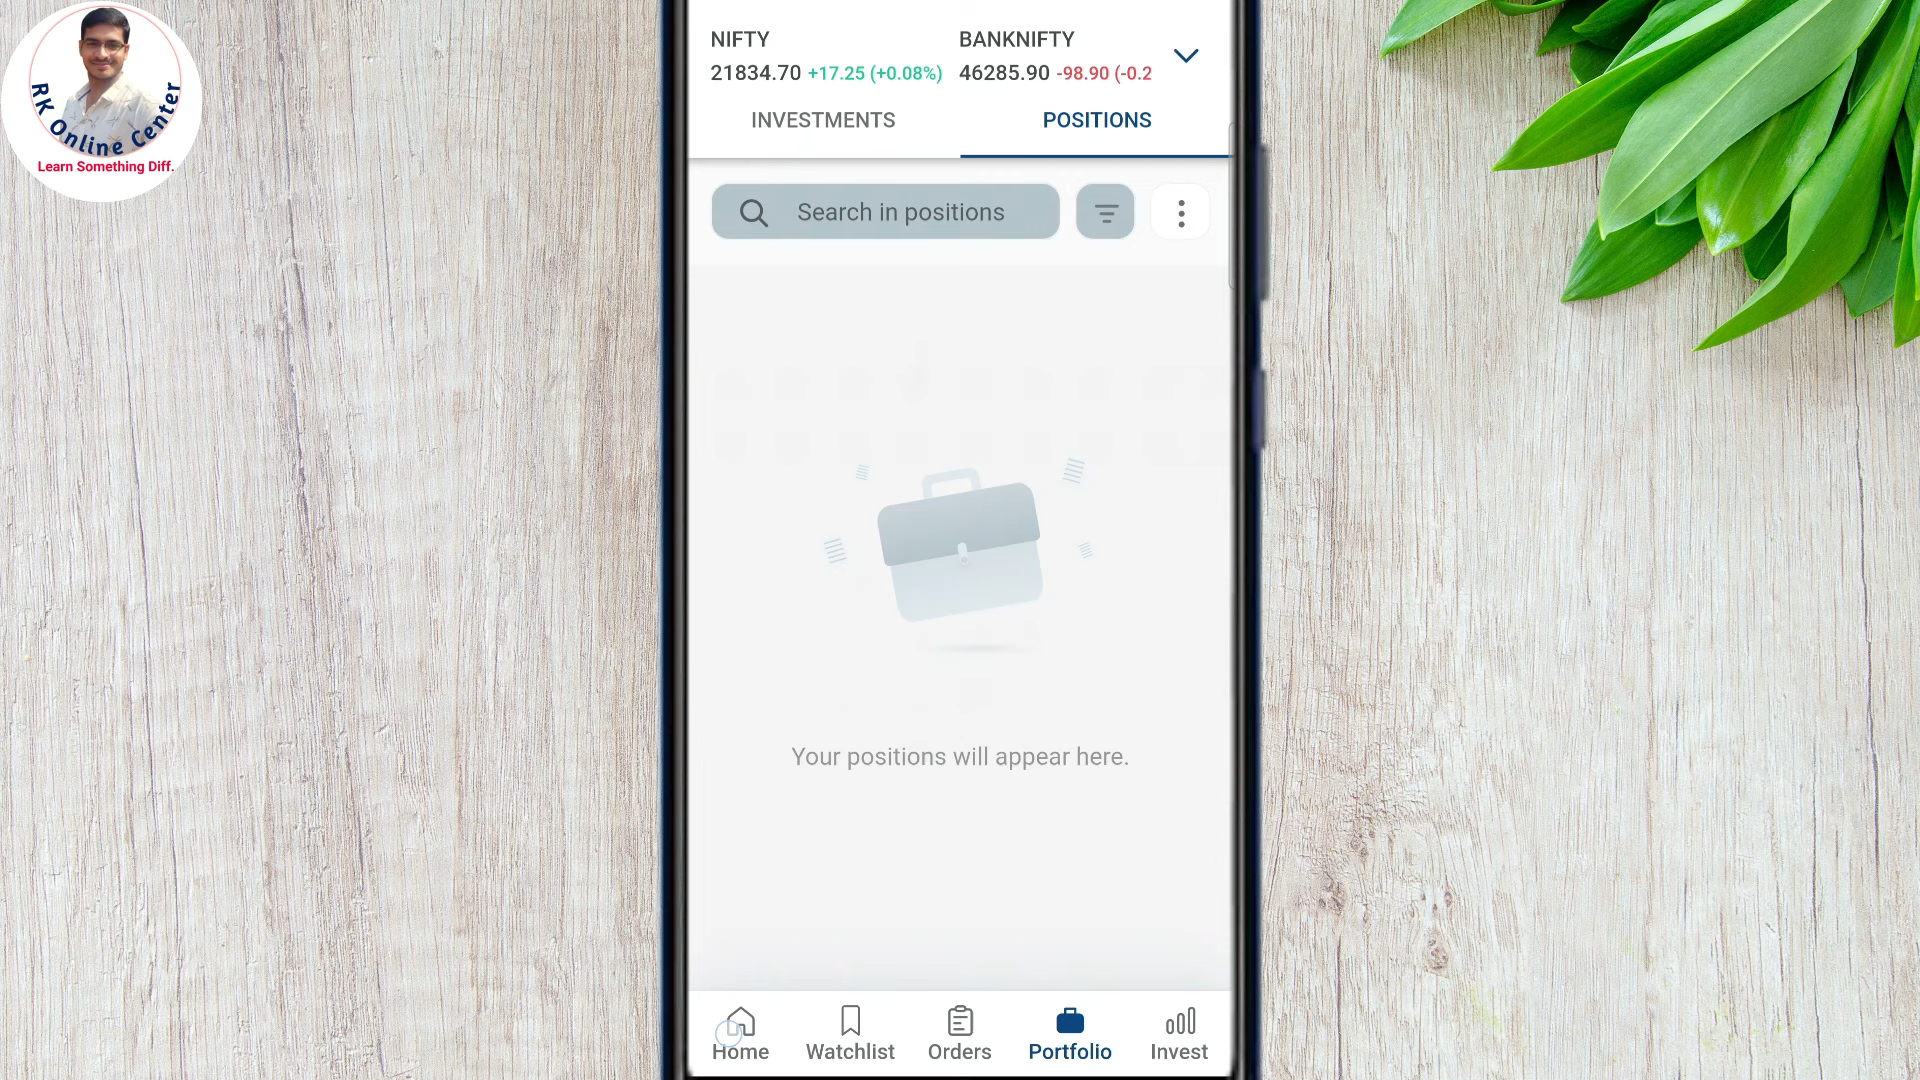 RK Online Center
Learn Something Diff.
NIFTY
21834.70 +17.25 (+0.08%)
BANKNIFTY
46285.90 -98.90 (-0.2
INVESTMENTS
POSITIONS
Search in positions
Your positions will appear here.
Home
Watchlist
Orders
Portfolio
Invest